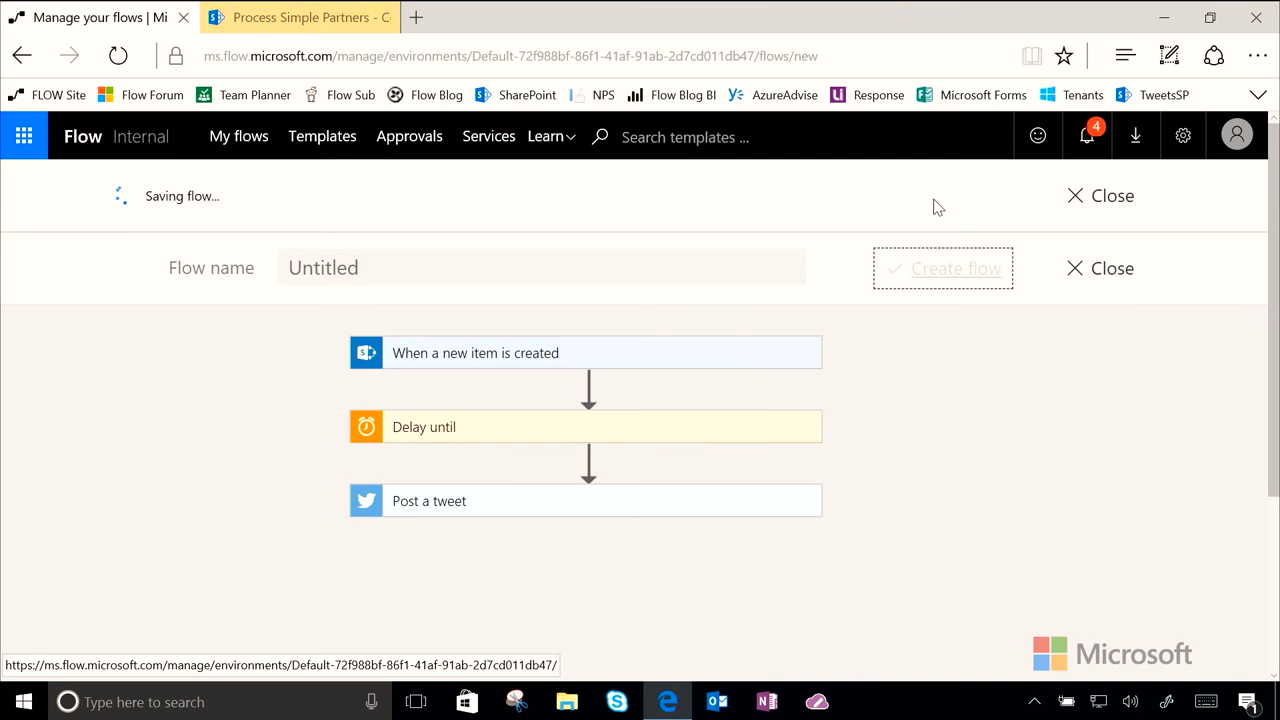 Manage your flows | Mi
Process Simple Partners - C
ms.flow.microsoft.com/manage/environments/Default-72f988bf-86f1-41af-91ab-2d7cd011db47/flows/new
FLOW Site Flow Forum Team Planner Flow Sub Flow Blog SharePoint NPS Flow Blog BI AzureAdvise Response Microsoft Forms Tenants TweetsSP
Flow Internal My flows Templates Approvals Services Learn Search templates ... 4
Saving flow... Close
Flow name Untitled Create flow Close
When a new item is created
Delay until
Post a tweet
Microsoft
https://ms.flow.microsoft.com/manage/environments/Default-72f988bf-86f1-41af-91ab-2d7cd011db47/
Type here to search 1